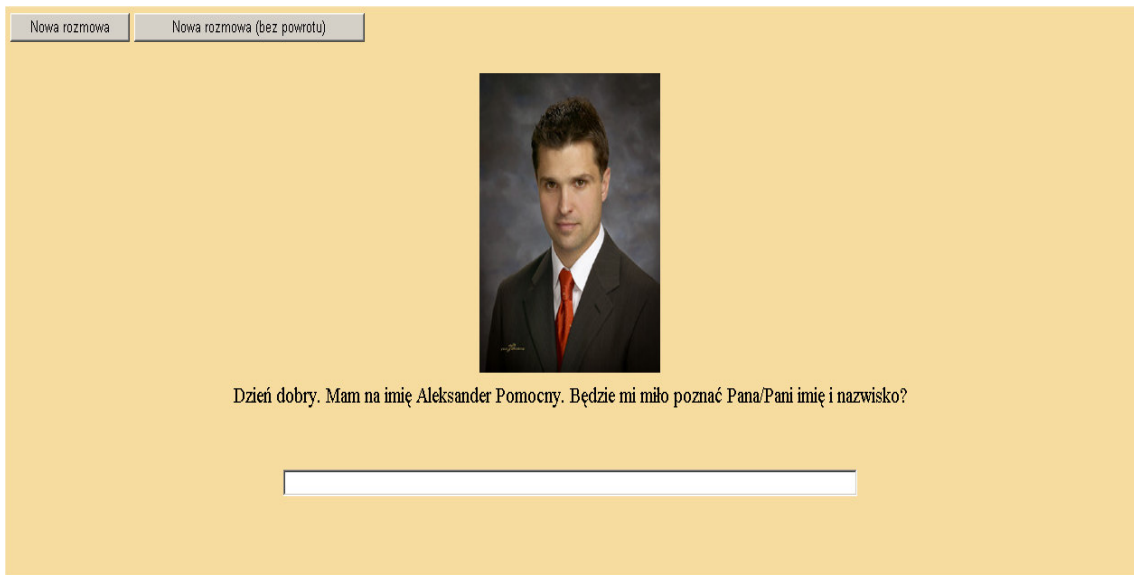 Nowa rozmowa
Nowa rozmowa (bez powrotu)
Dzień dobry. Mam na imię Aleksander Pomocny. Będzie mi miło poznać Pana/Pani imię i nazwisko?